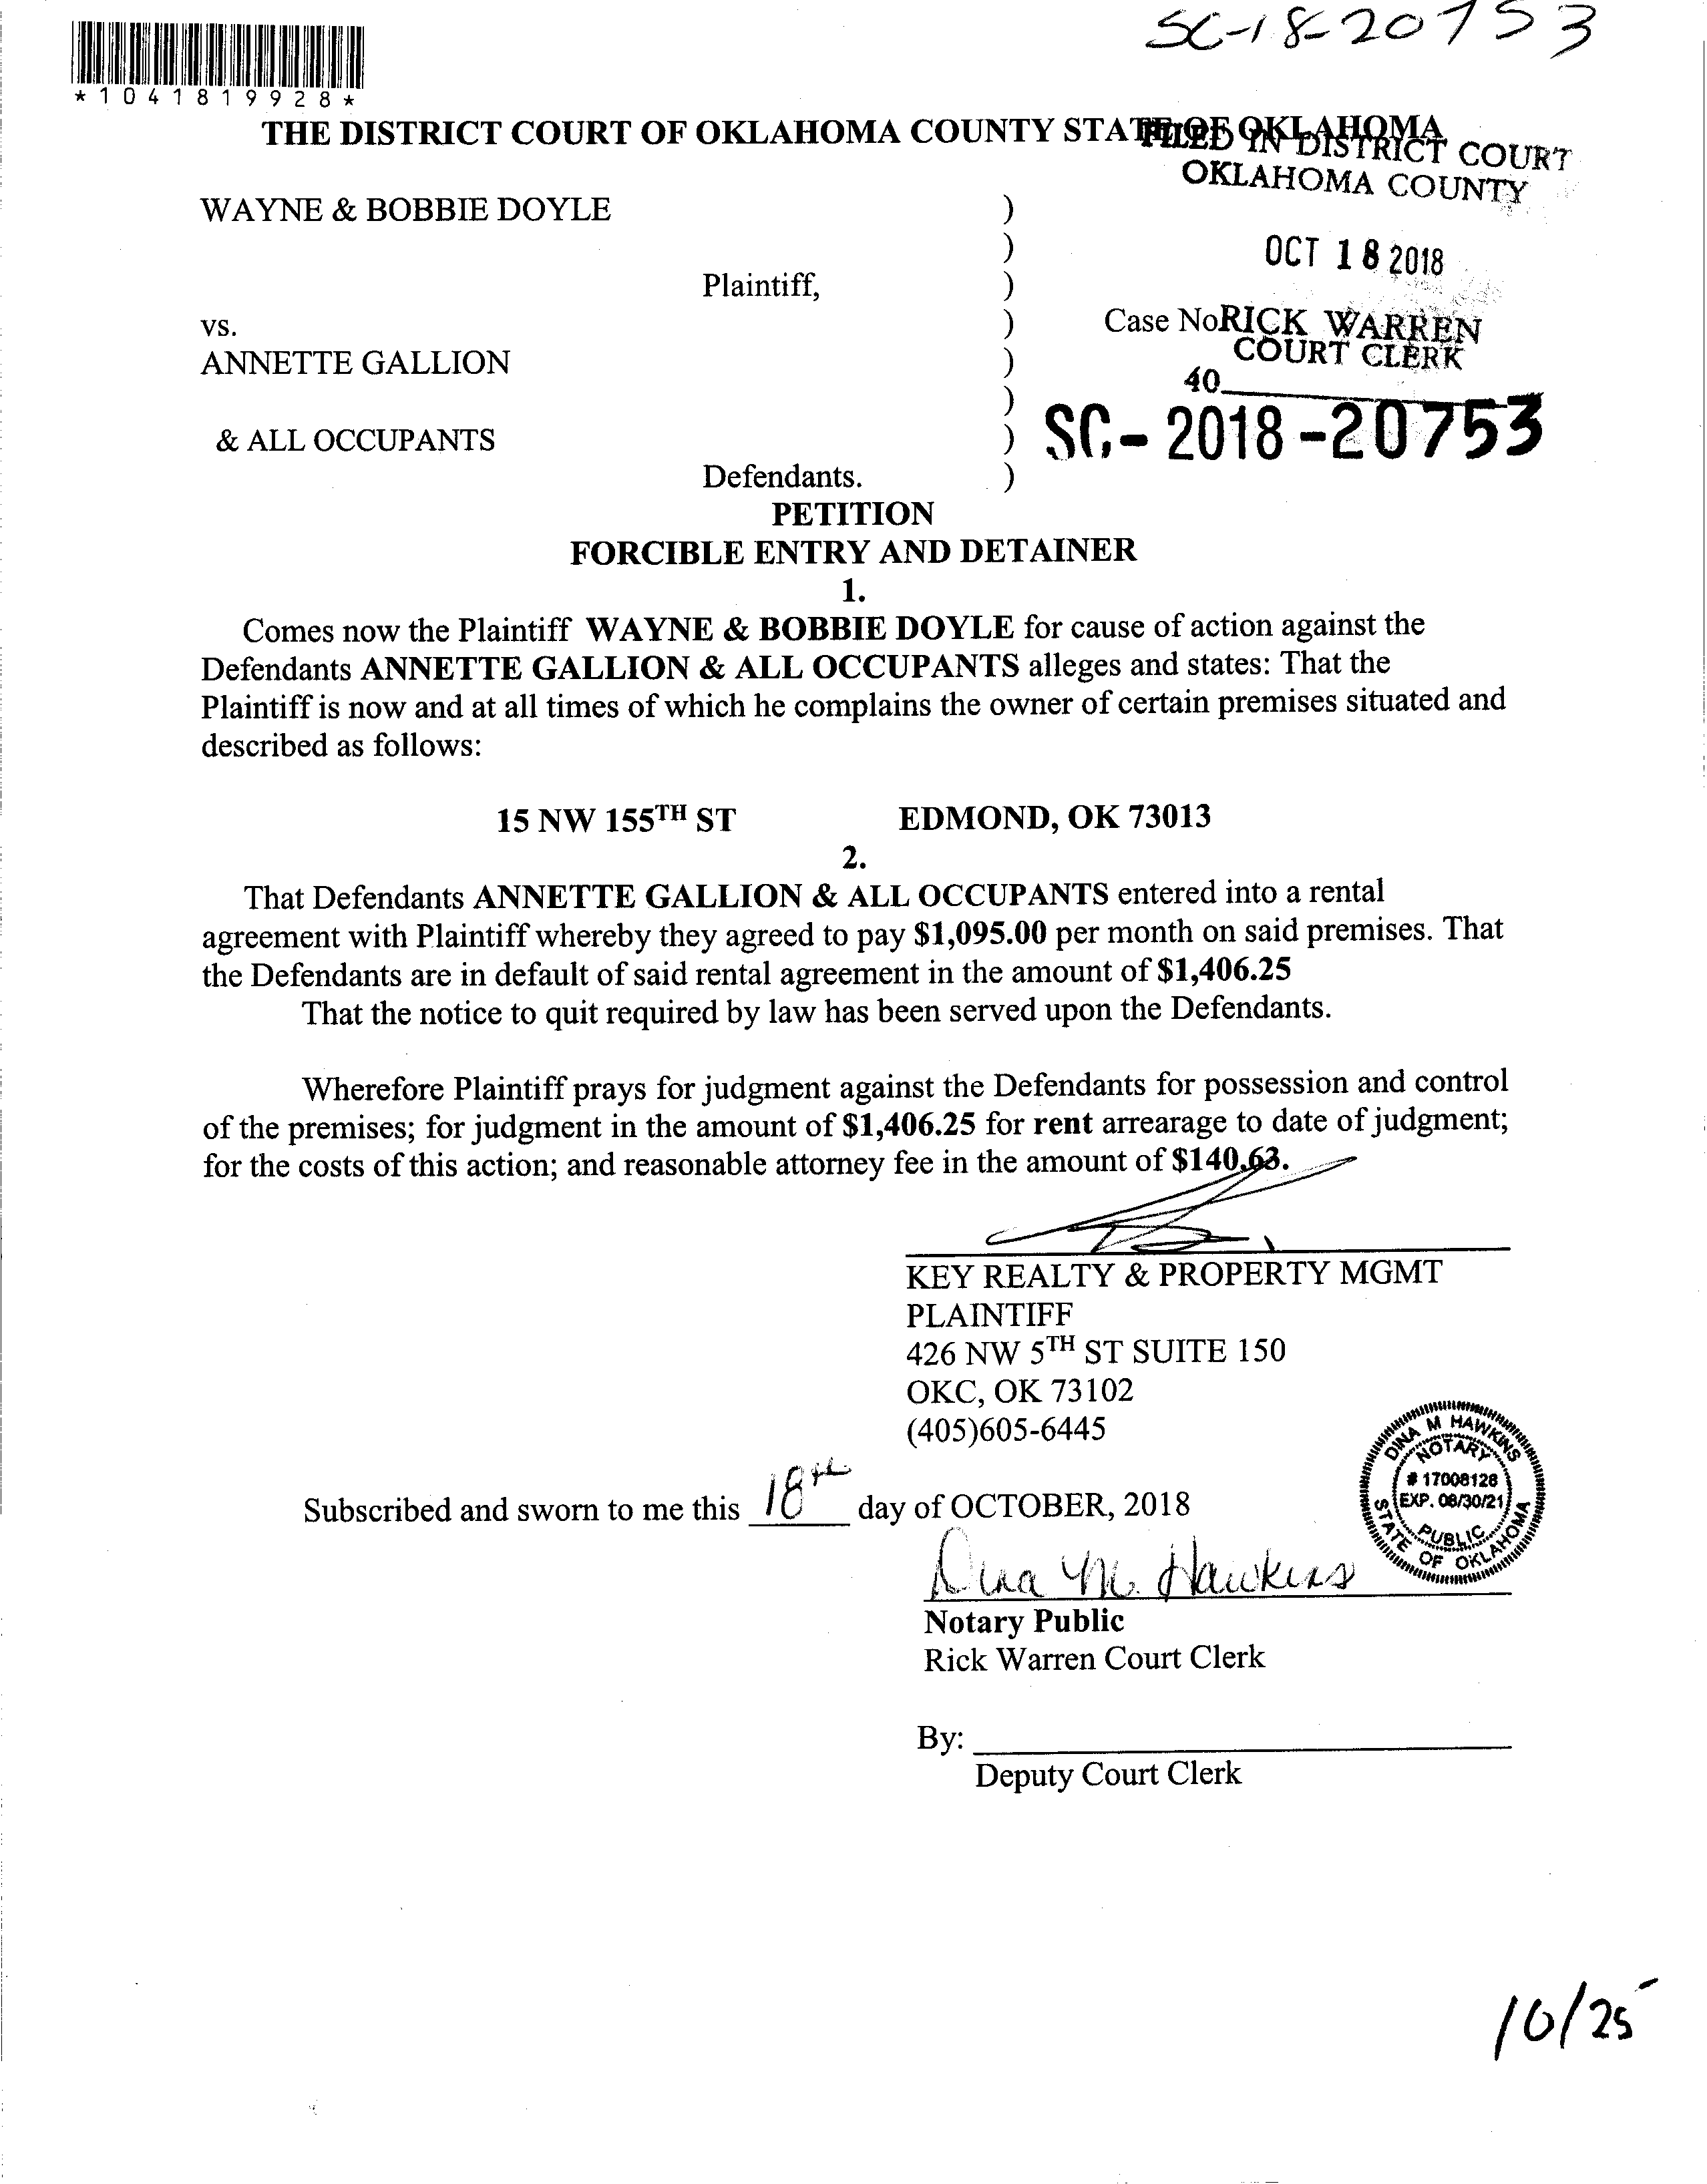 SC-18-20753
*1041819928*
THE DISTRICT COURT OF OKLAHOMA COUNTY STATE OF OKLAHOMA
FILED IN DISTRICT COURT
OKLAHOMA COUNTY
WAYNE & BOBBIE DOYLE )
)
OCT 18 2018
Plaintiff, )
vs. ) Case No
RICK WARREN
COURT CLERK
ANNETTE GALLION )
40
)
& ALL OCCUPANTS ) SC-2018-20753
Defendants. )
PETITION
FORCIBLE ENTRY AND DETAINER
1.
Comes now the Plaintiff WAYNE & BOBBIE DOYLE for cause of action against the
Defendants ANNETTE GALLION & ALL OCCUPANTS alleges and states: That the
Plaintiff is now and at all times of which he complains the owner of certain premises situated and
described as follows:
15 NW 155TH ST EDMOND, OK 73013
2.
That Defendants ANNETTE GALLION & ALL OCCUPANTS entered into a rental
agreement with Plaintiff whereby they agreed to pay $1,095.00 per month on said premises. That
the Defendants are in default of said rental agreement in the amount of $1,406.25
That the notice to quit required by law has been served upon the Defendants.
Wherefore Plaintiff prays for judgment against the Defendants for possession and control
of the premises; for judgment in the amount of $1,406.25 for rent arrearage to date of judgment;
for the costs of this action; and reasonable attorney fee in the amount of $140.63.
KEY REALTY & PROPERTY MGMT
PLAINTIFF
426 NW 5TH ST SUITE 150
OKC, OK 73102
(405)605-6445
DINA M HAWKINS
NOTARY
# 17008128
EXP. 08/30/21
PUBLIC
STATE OF OKLAHOMA
Subscribed and sworn to me this 18th day of OCTOBER, 2018
Dina M. Hawkins
Notary Public
Rick Warren Court Clerk
By:
Deputy Court Clerk
10/25